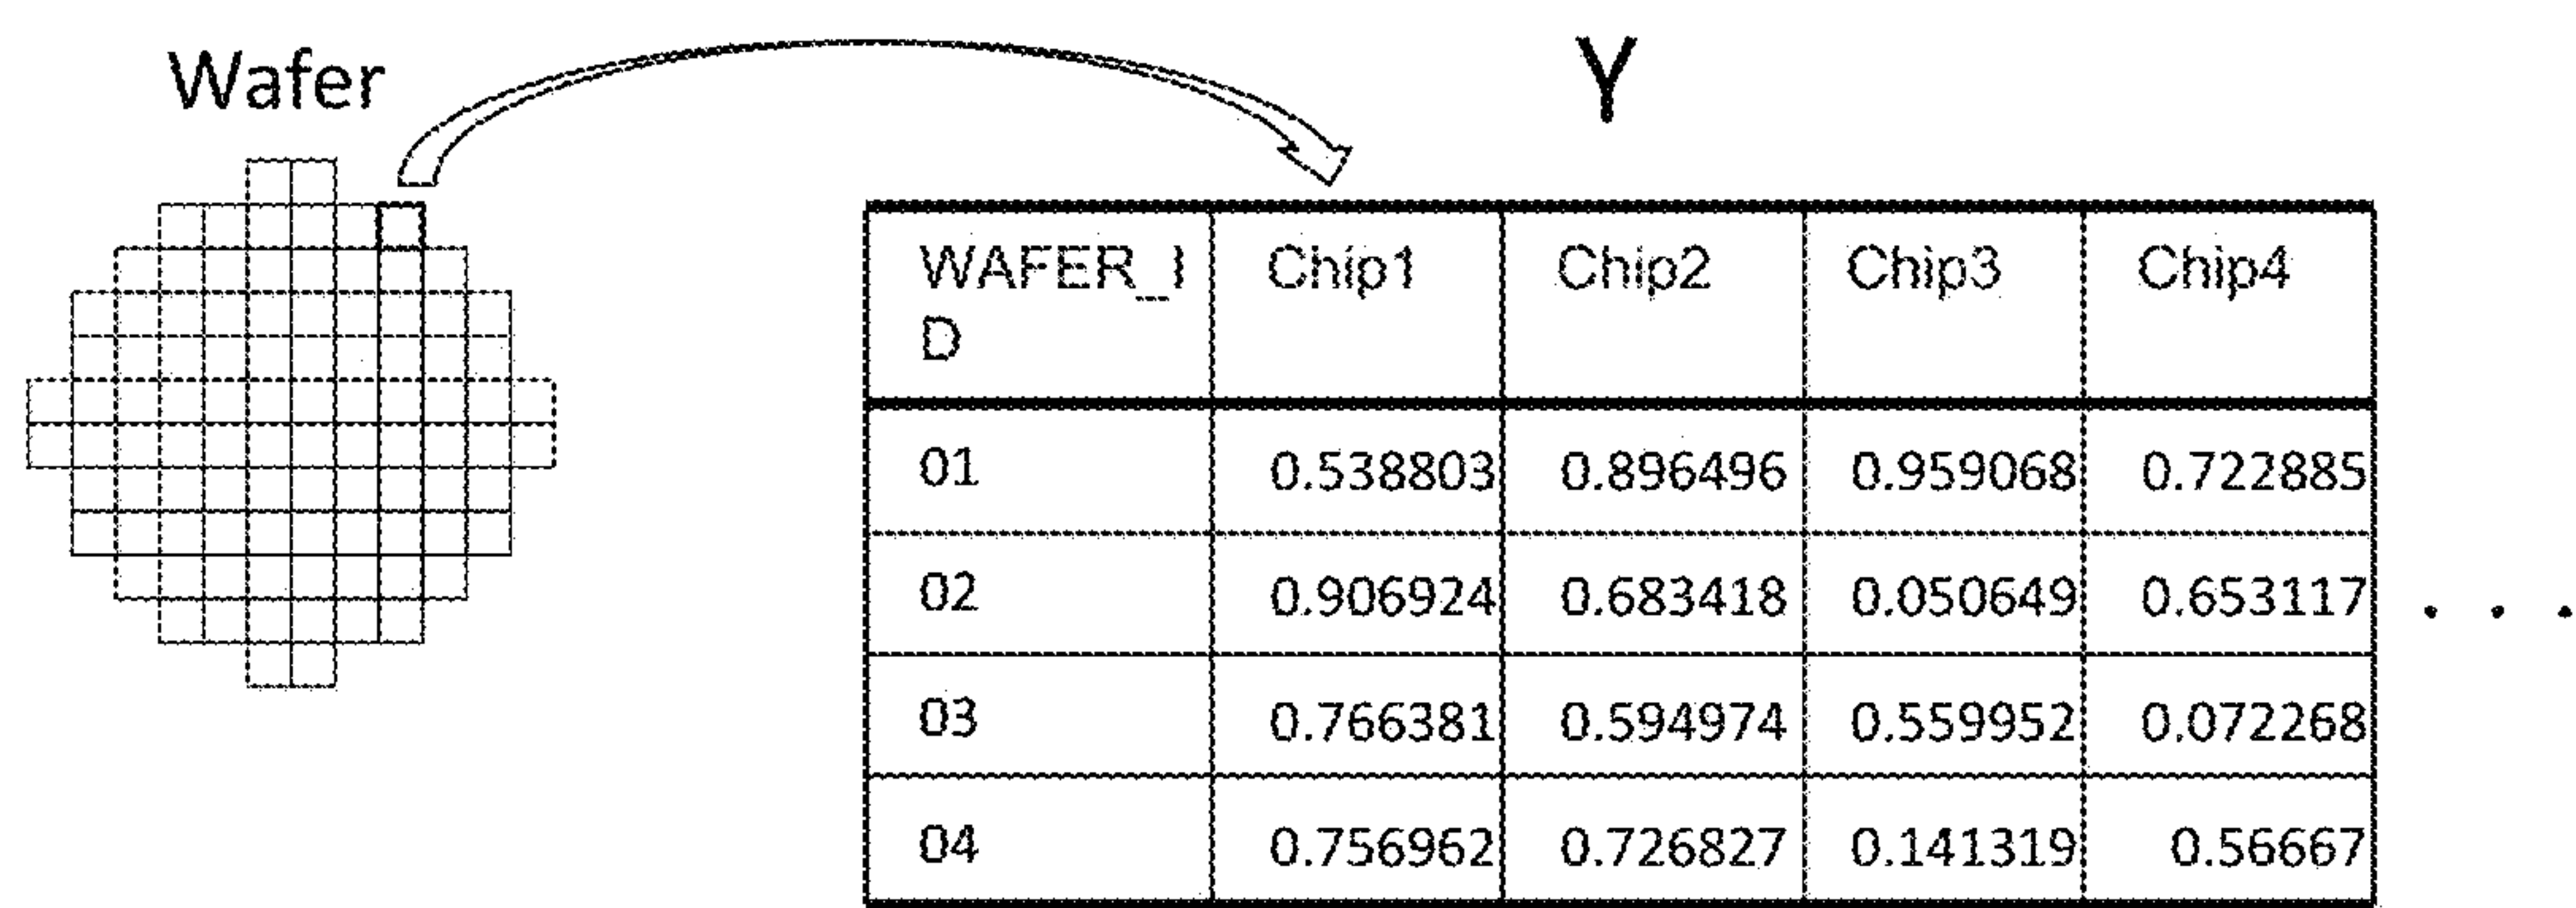 Wafer
Y
WAFER_I
D Chip1 Chip2 Chip3 Chip4
01 0.538803 0.896496 0.959068 0.722885
02 0.906924 0.683418 0.050649 0.653117 . . .
03 0.766381 0.594974 0.559952 0.072268
04 0.756962 0.726827 0.141319 0.56667